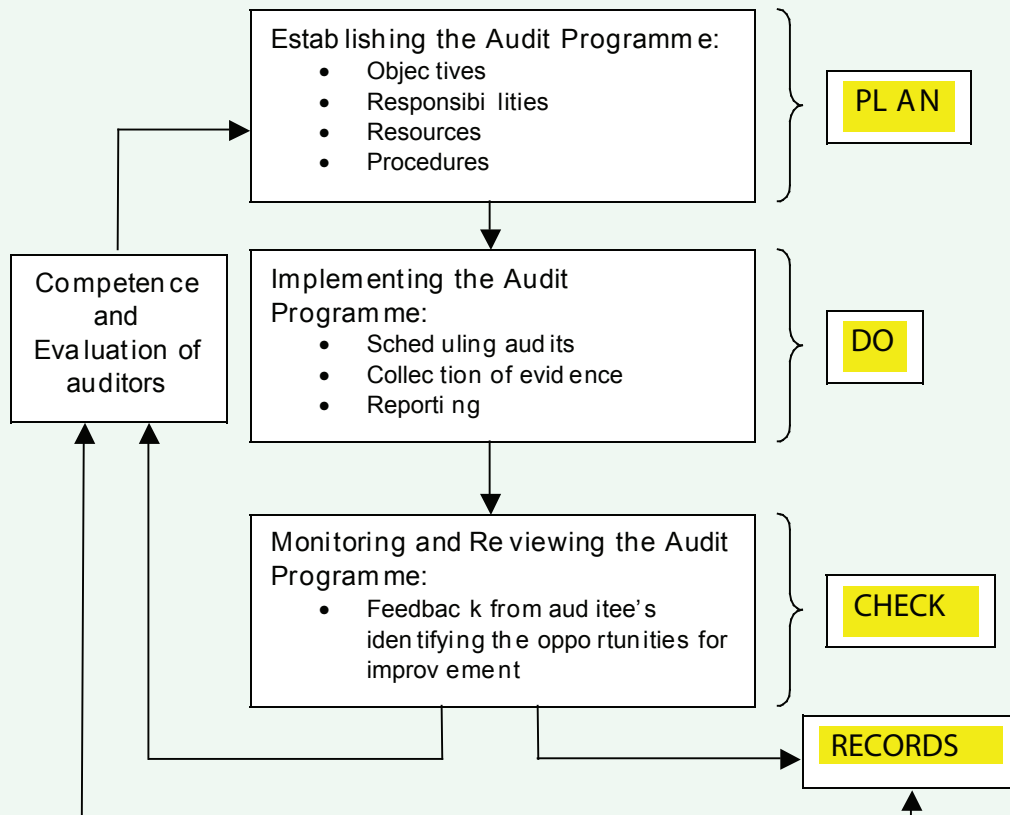 Establishing the Audit Programme:
• Objectives
• Responsibilities
• Resources
• Procedures
PLAN
Competence
and
Evaluation of
auditors
Implementing the Audit
Programme:
• Scheduling audits
• Collection of evidence
• Reporting
DO
Monitoring and Reviewing the Audit
Programme:
• Feedback from auditee's
identifying the opportunities for
improvement
CHECK
RECORDS